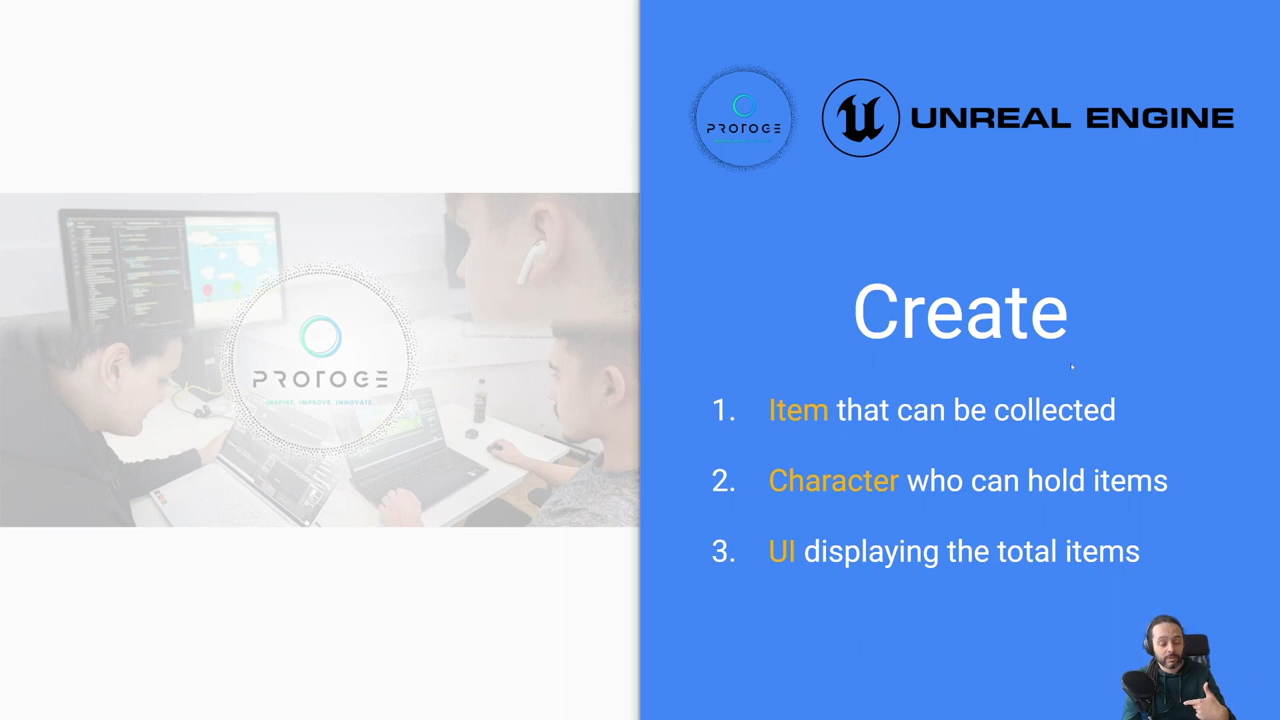 PROTOGE
INSPIRE. IMPROVE. INNOVATE.
PROTOGE
UNREAL ENGINE
Create
1. Item that can be collected
2. Character who can hold items
3. UI displaying the total items